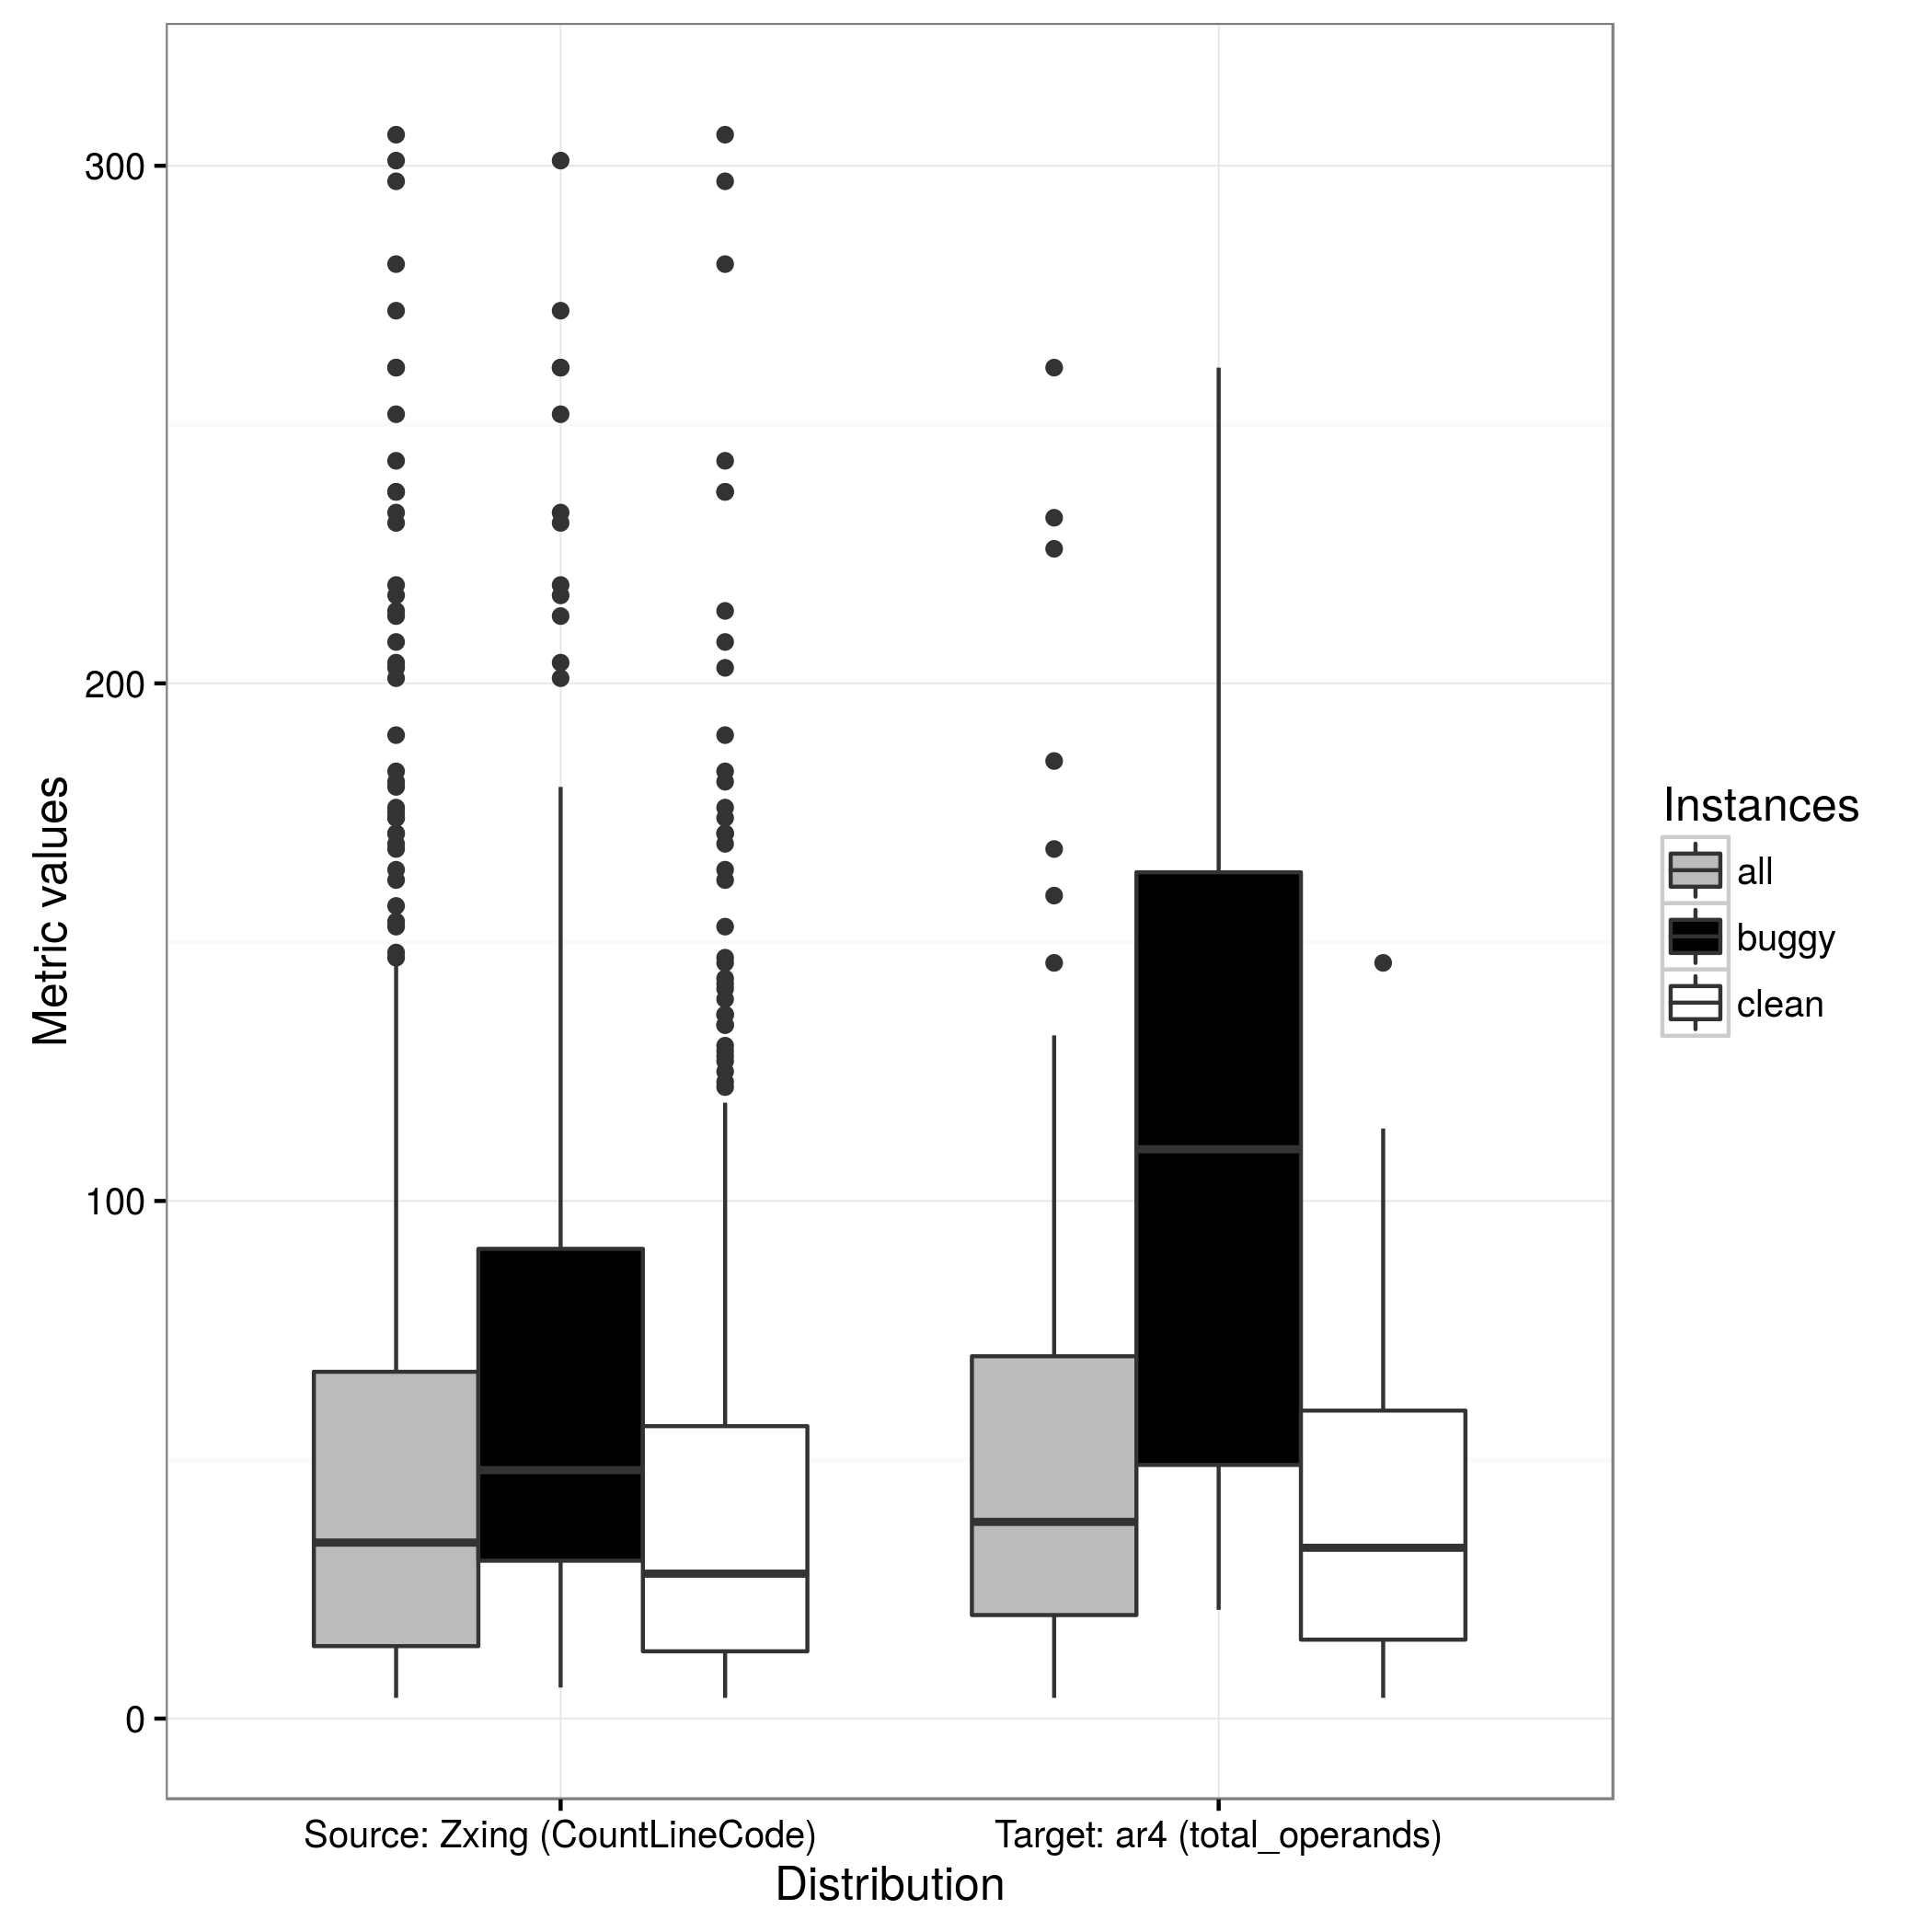 Metric values
300
200
100
0
Source: Zxing (CountLineCode)
Target: ar4 (total_operands)
Distribution
Instances
all
buggy
clean